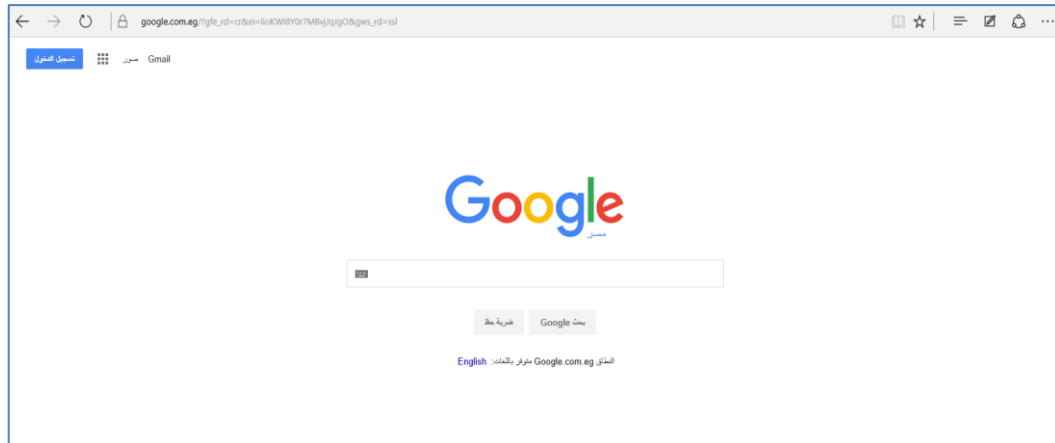 google.com.eg/?gfe_rd=cr&ei=lioKWI8Y0r7MBvjJqJgO&gws_rd=ssl
Gmail صور تسجيل الدخول
Google
مصر
بحث Google ضربة حظ
النطاق Google.com.eg متوفر باللغات: English